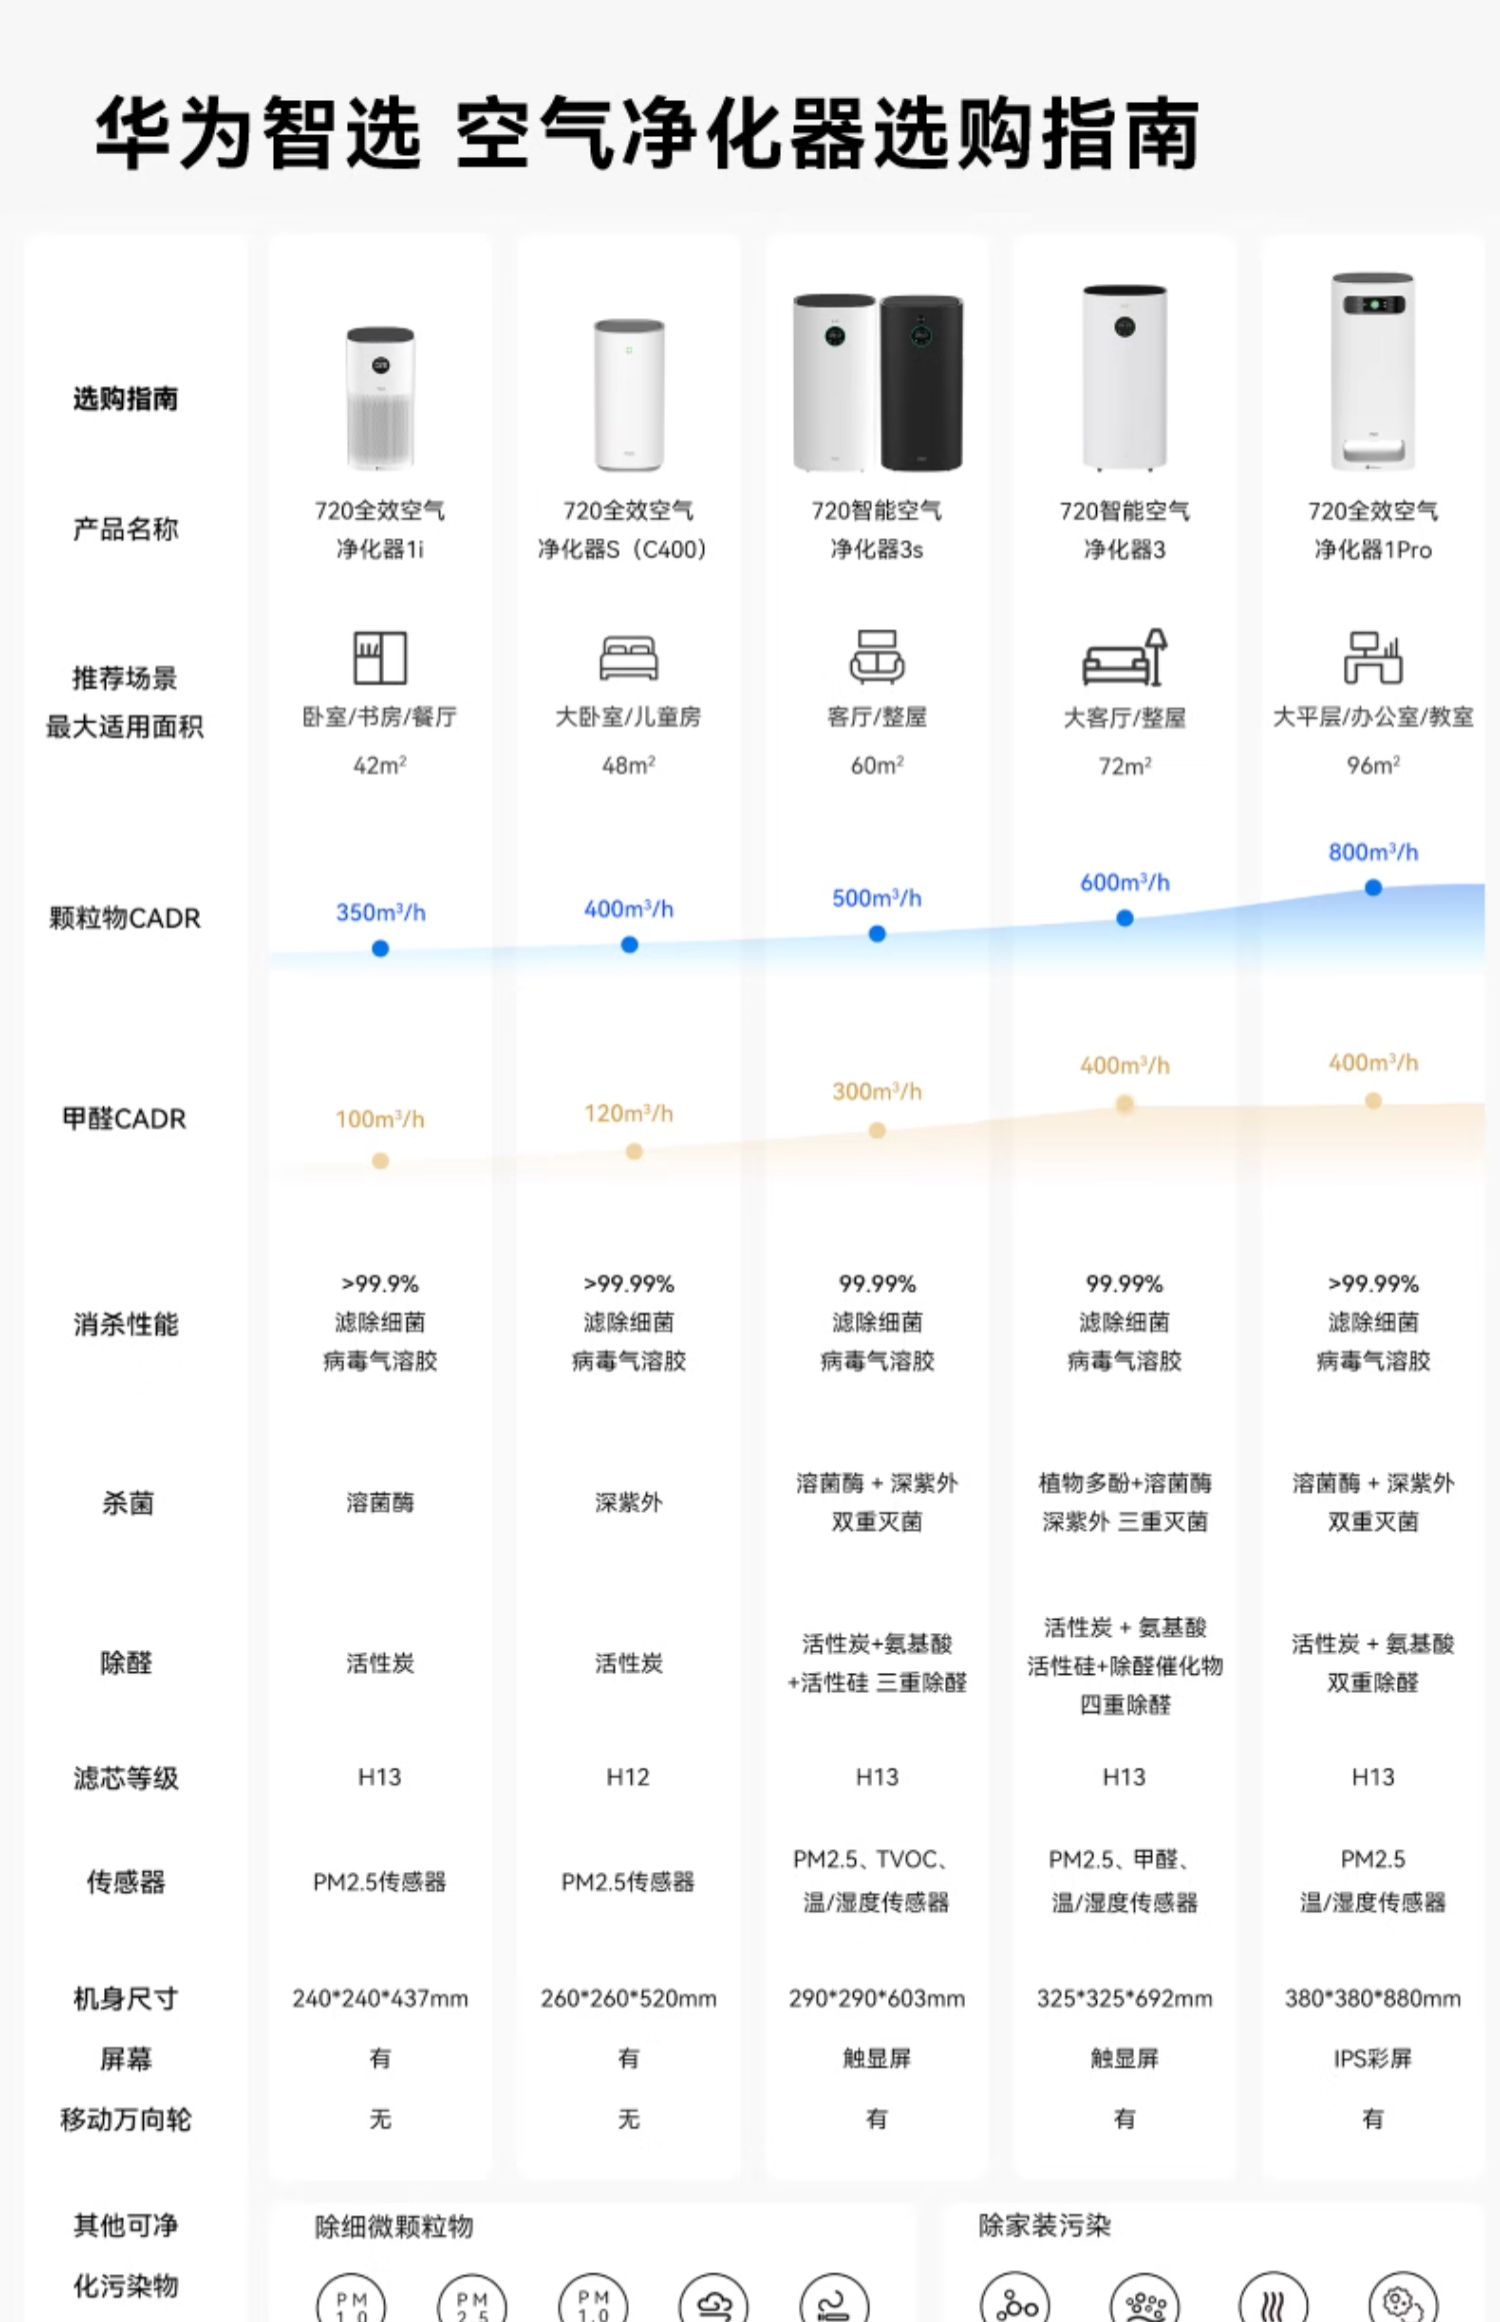 华为智选 空气净化器选购指南
选购指南
产品名称
720全效空气
净化器1i
720全效空气
净化器S（C400）
720智能空气
净化器3s
720智能空气
净化器3
720全效空气
净化器1Pro
推荐场景
最大适用面积
卧室/书房/餐厅
42m²
大卧室/儿童房
48m²
客厅/整屋
60m²
大客厅/整屋
72m²
大平层/办公室/教室
96m²
颗粒物CADR
350m³/h
400m³/h
500m³/h
600m³/h
800m³/h
甲醛CADR
100m³/h
120m³/h
300m³/h
400m³/h
400m³/h
消杀性能
>99.9%
滤除细菌
病毒气溶胶
>99.99%
滤除细菌
病毒气溶胶
99.99%
滤除细菌
病毒气溶胶
99.99%
滤除细菌
病毒气溶胶
>99.99%
滤除细菌
病毒气溶胶
杀菌
溶菌酶
深紫外
溶菌酶 + 深紫外
双重灭菌
植物多酚+溶菌酶
深紫外 三重灭菌
溶菌酶 + 深紫外
双重灭菌
除醛
活性炭
活性炭
活性炭+氨基酸
+活性硅 三重除醛
活性炭 + 氨基酸
活性硅+除醛催化物
四重除醛
活性炭 + 氨基酸
双重除醛
滤芯等级
H13
H12
H13
H13
H13
传感器
PM2.5传感器
PM2.5传感器
PM2.5、TVOC、
温/湿度传感器
PM2.5、甲醛、
温/湿度传感器
PM2.5
温/湿度传感器
机身尺寸
240*240*437mm
260*260*520mm
290*290*603mm
325*325*692mm
380*380*880mm
屏幕
有
有
触显屏
触显屏
IPS彩屏
移动万向轮
无
无
有
有
有
其他可净
化污染物
除细微颗粒物
除家装污染
PM
1.0
PM
2.5
PM
1.0